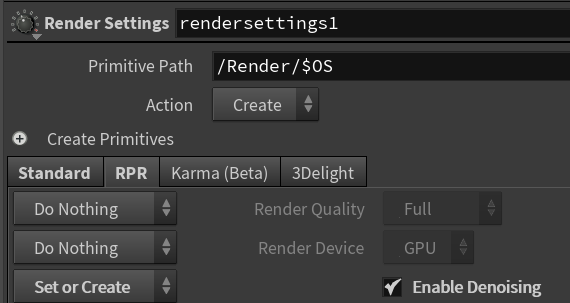 Render Settings rendersettings1
Primitive Path /Render/$OS
Action Create
Create Primitives
Standard RPR Karma (Beta) 3Delight
Do Nothing Render Quality Full
Do Nothing Render Device GPU
Set or Create Enable Denoising